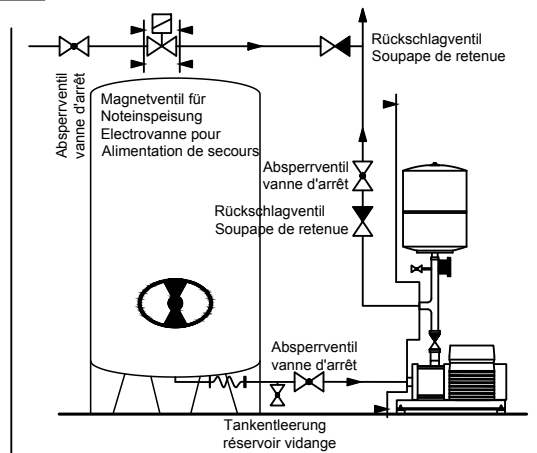 Rückschlagventil
Soupape de retenue
Absperrventil
vanne d'arrêt
Magnetventil für
Noteinspeisung
Electrovanne pour
Alimentation de secours
Absperrventil
vanne d'arrêt
Rückschlagventil
Soupape de retenue
Absperrventil
vanne d'arrêt
Tankentleerung
réservoir vidange